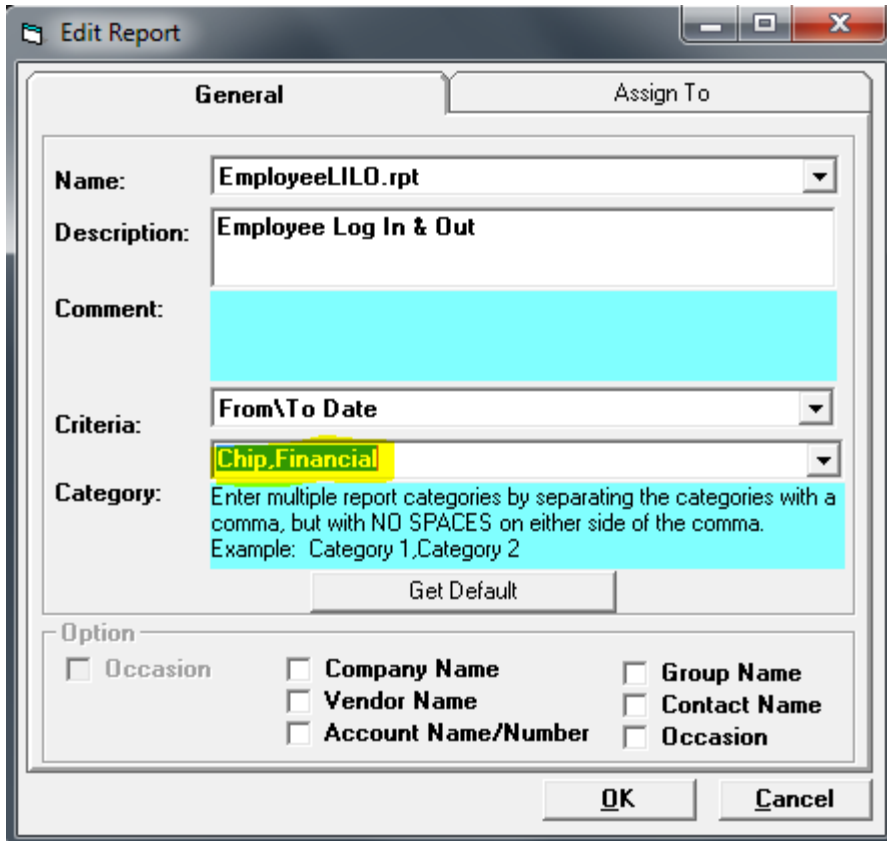 Edit Report
General
Assign To
Name:
EmployeeLILO.rpt
Description:
Employee Log In & Out
Comment:
Criteria:
From\To Date
Chip,Financial
Category:
Enter multiple report categories by separating the categories with a
comma, but with NO SPACES on either side of the comma.
Example:  Category 1,Category 2
Get Default
Option
Occasion
Company Name
Group Name
Vendor Name
Contact Name
Account Name/Number
Occasion
OK
Cancel